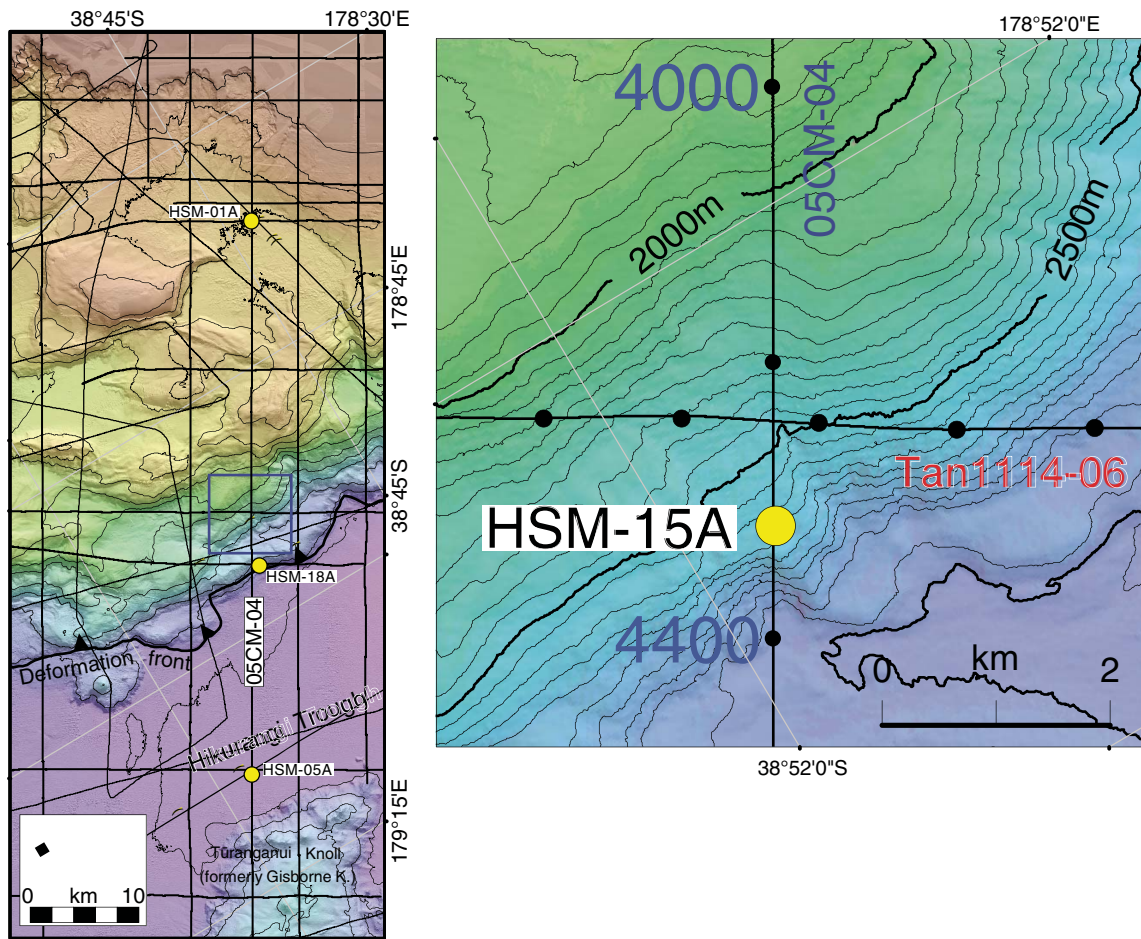 38°45'S
178°30'E
HSM-01A
178°45'E
38°45'S
HSM-18A
05CM-04
Deformation front
Hikurangi Trough
HSM-05A
179°15'E
Turanganui Knoll
(formerly Gisborne K.)
0 km 10
178°52'0"E
4000
05CM-04
2000m
2500m
Tan1114-06
HSM-15A
4400
0 km 2
38°52'0"S